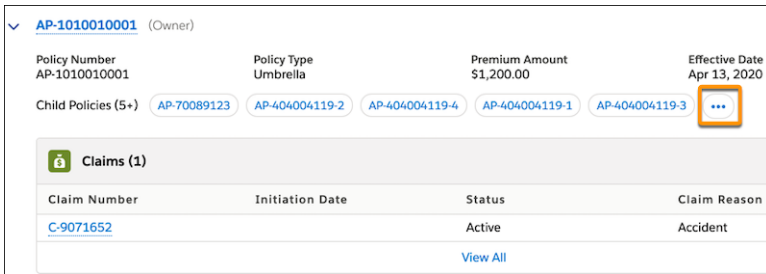 AP-1010010001 (Owner)
Policy Number Policy Type Premium Amount Effective Date
AP-1010010001 Umbrella $1,200.00 Apr 13, 2020
Child Policies (5+) AP-70089123 AP-404004119-2 AP-404004119-4 AP-404004119-1 AP-404004119-3 •••
Claims (1)
Claim Number Initiation Date Status Claim Reason
C-9071652 Active Accident
View All